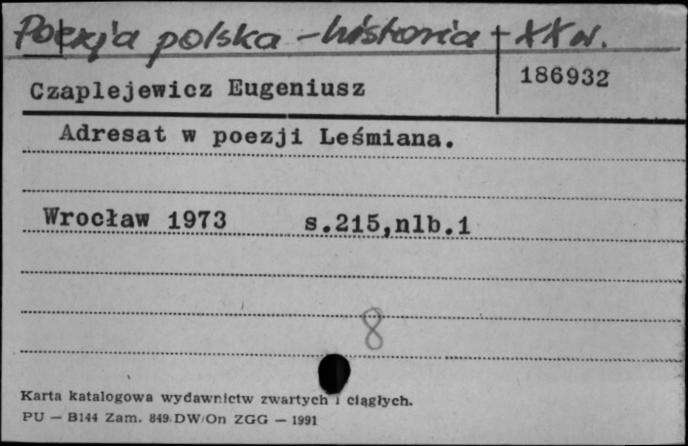 Poezja polska – historia – XX w.
186932
Czaplejewicz Eugeniusz
Adresat w poezji Leśmiana.
Wrocław 1973 s.215,nlb.1
8
Karta katalogowa wydawnictw zwartych i ciągłych.
PU — B144 Zam. 849 DW/On ZGG — 1991